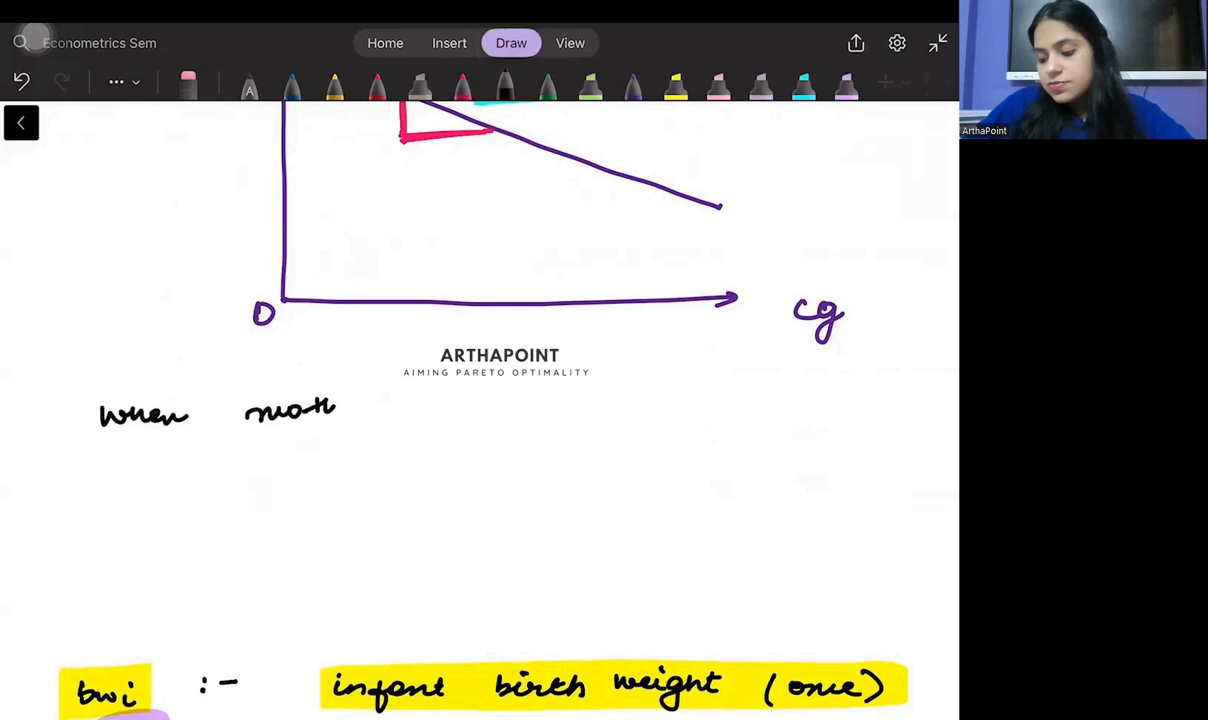 Econometrics Sem
Home Insert Draw View
A
ArthaPoint
O
Cg
ARTHAPOINT
AIMING PARETO OPTIMALITY
When moth
bwi :- infant birth weight (once)